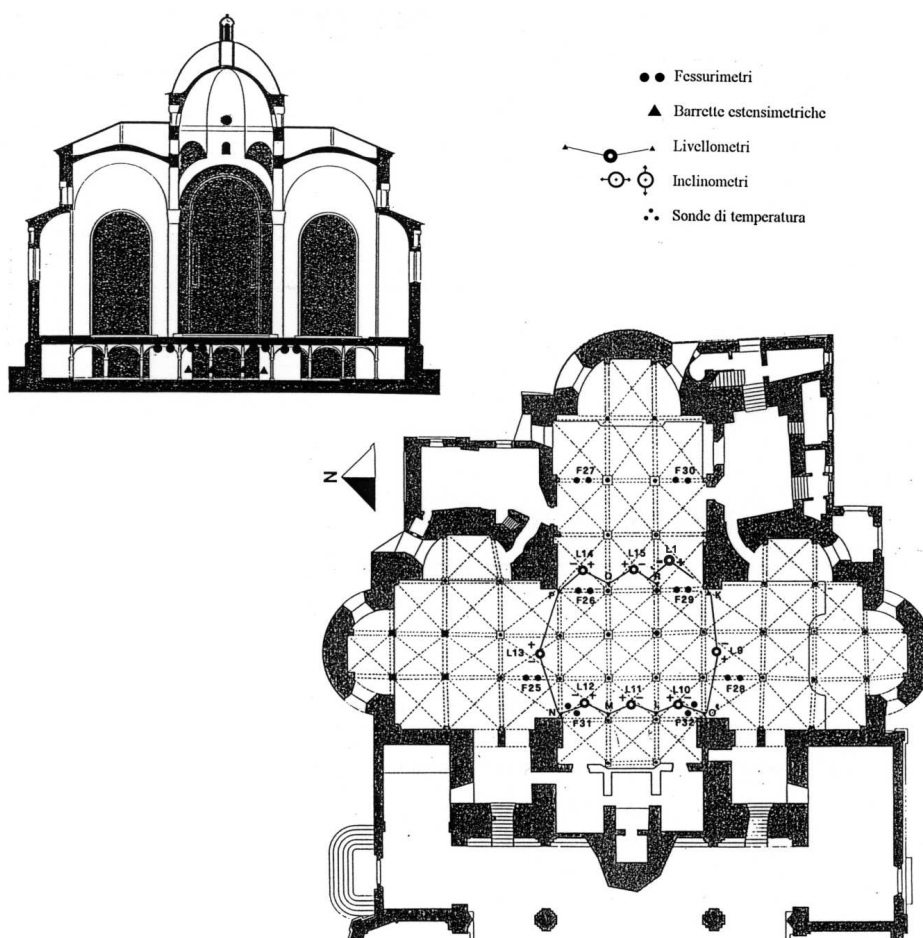 Fessurimetri
Barrette estensimetriche
Livellometri
Inclinometri
Sonde di temperatura
N
F27 F30
L14 L15 L1
- + + - +
P D R K
F26 F29
L13 + - L9 - +
F25 F28
L12 L11 L10
- + + - + -
N M
F31 F32